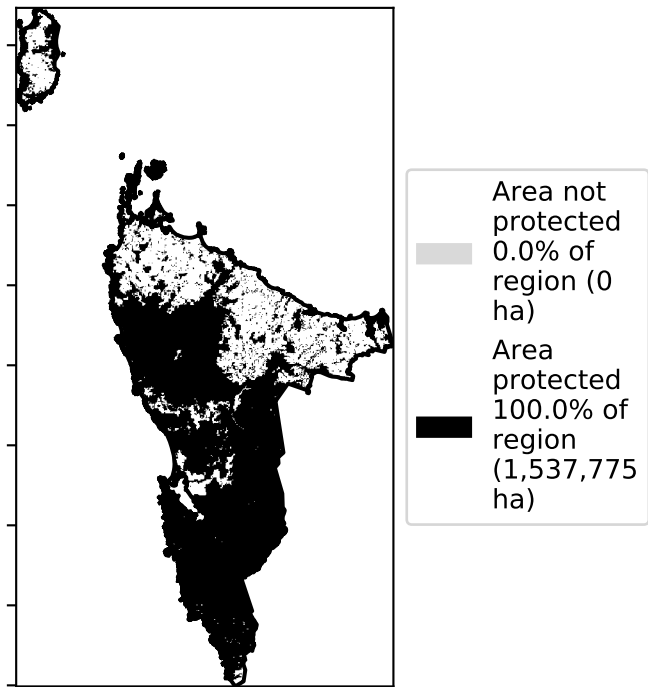 Area not
protected
0.0% of
region (0
ha)
Area
protected
100.0% of
region
(1,537,775
ha)